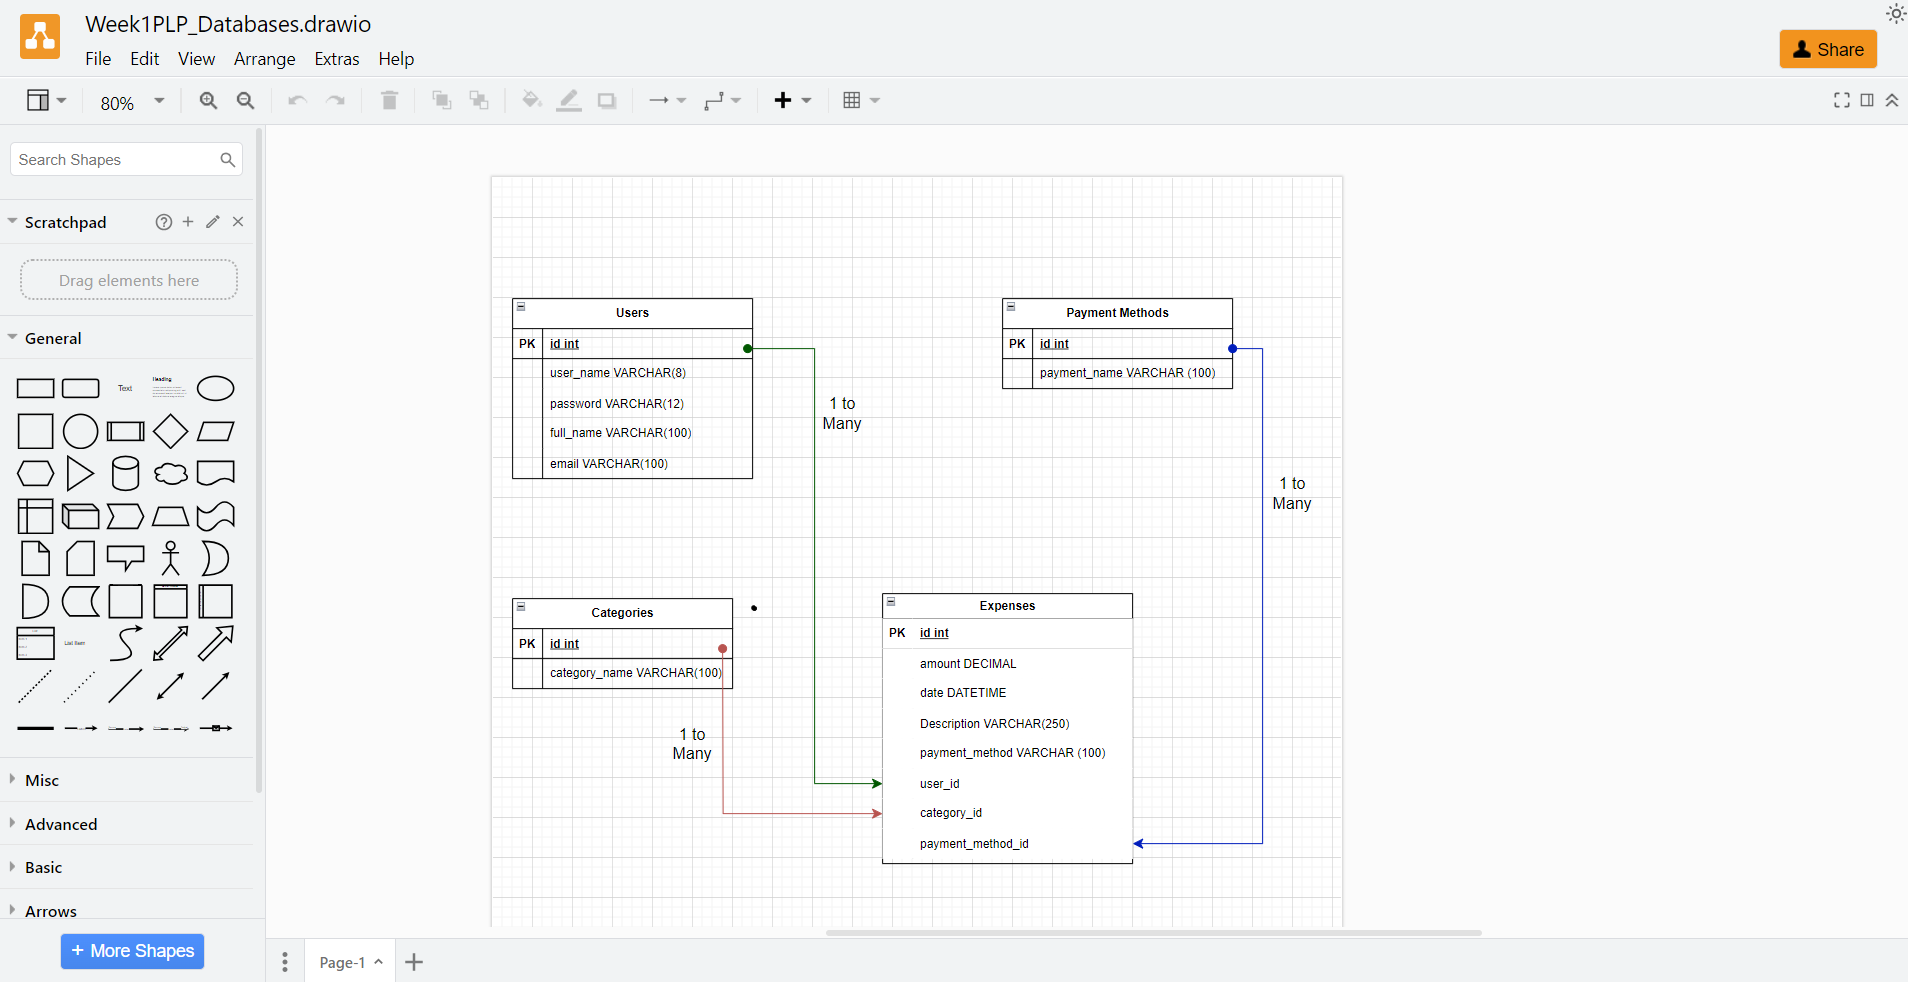 Week1PLP_Databases.drawio
File Edit View Arrange Extras Help
Share
80%
Search Shapes
Scratchpad
Drag elements here
General
Text
Heading
Misc
Advanced
Basic
Arrows
+ More Shapes
Users
PK id int
user_name VARCHAR(8)
password VARCHAR(12)
full_name VARCHAR(100)
email VARCHAR(100)
1 to
Many
Payment Methods
PK id int
payment_name VARCHAR (100)
1 to
Many
Categories
PK id int
category_name VARCHAR(100)
1 to
Many
Expenses
PK id int
amount DECIMAL
date DATETIME
Description VARCHAR(250)
payment_method VARCHAR (100)
user_id
category_id
payment_method_id
Page-1